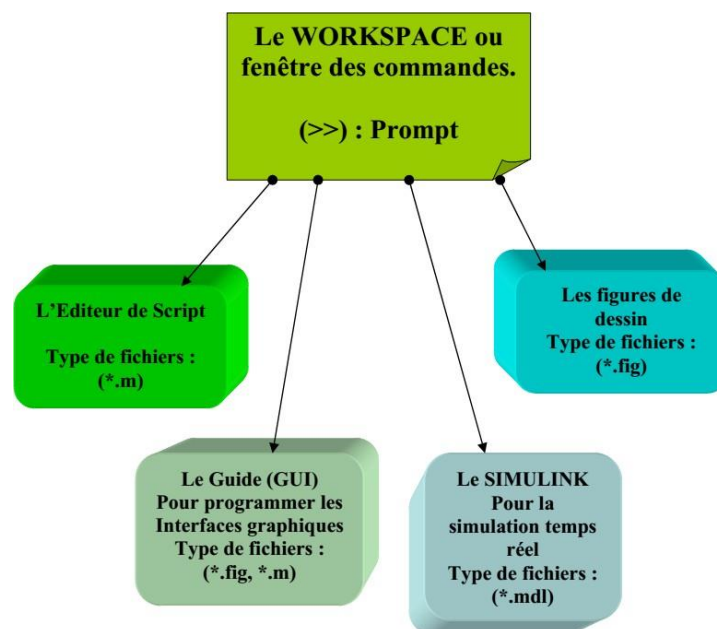 Le WORKSPACE ou
fenêtre des commandes.
(>>) : Prompt
L'Editeur de Script
Type de fichiers :
(*.m)
Les figures de
dessin
Type de fichiers :
(*.fig)
Le Guide (GUI)
Pour programmer les
Interfaces graphiques
Type de fichiers :
(*.fig, *.m)
Le SIMULINK
Pour la
simulation temps
réel
Type de fichiers :
(*.mdl)